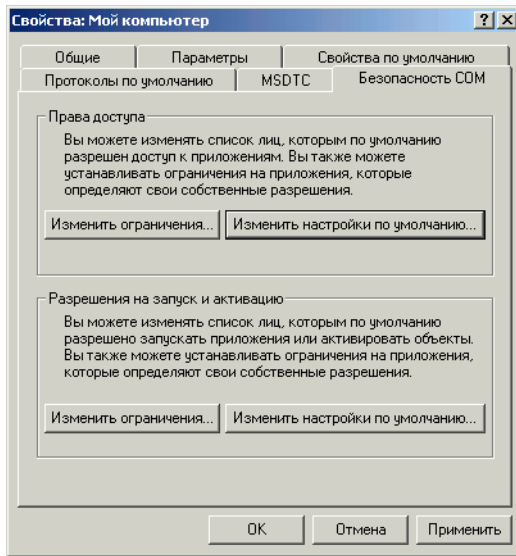 Свойства: Мой компьютер
Общие Параметры Свойства по умолчанию
Протоколы по умолчанию MSDTC Безопасность COM
Права доступа
Вы можете изменять список лиц, которым по умолчанию
разрешен доступ к приложениям. Вы также можете
устанавливать ограничения на приложения, которые
определяют свои собственные разрешения.
Изменить ограничения... Изменить настройки по умолчанию...
Разрешения на запуск и активацию
Вы можете изменять список лиц, которым по умолчанию
разрешено запускать приложения или активировать объекты.
Вы также можете устанавливать ограничения на приложения,
которые определяют свои собственные разрешения.
Изменить ограничения... Изменить настройки по умолчанию...
OK Отмена Применить